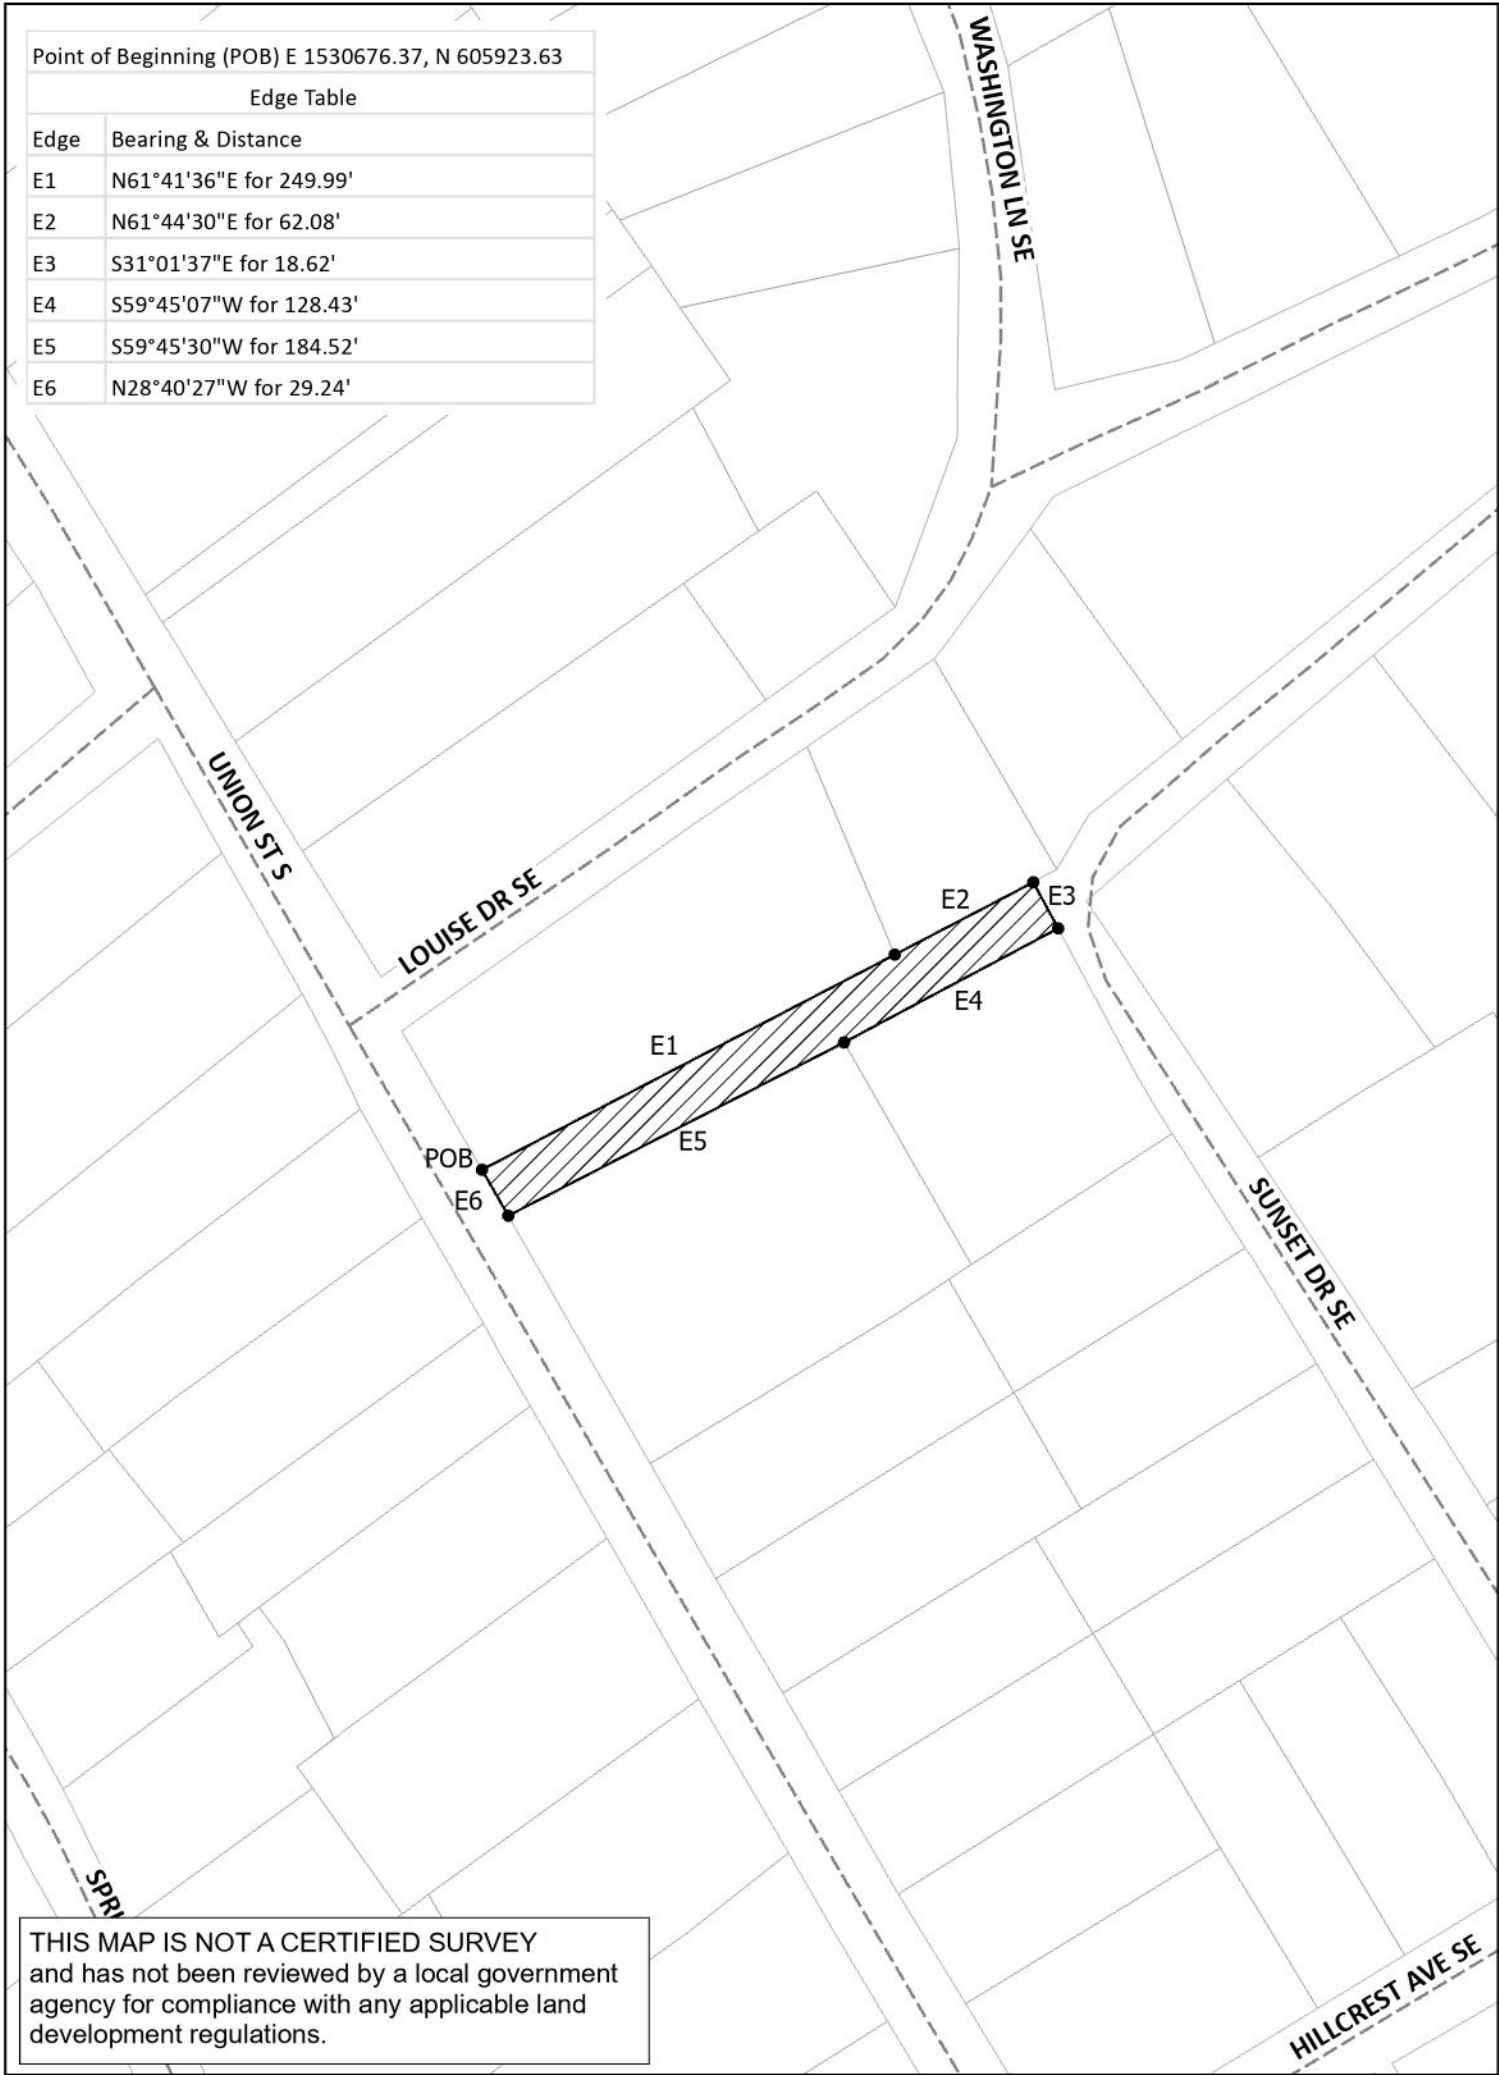 Point of Beginning (POB) E 1530676.37, N 605923.63
Edge Table
Edge Bearing & Distance
E1 N61°41'36"E for 249.99'
E2 N61°44'30"E for 62.08'
E3 S31°01'37"E for 18.62'
E4 S59°45'07"W for 128.43'
E5 S59°45'30"W for 184.52'
E6 N28°40'27"W for 29.24'
WASHINGTON LN SE
UNION ST S
LOUISE DR SE
E2
E3
E4
E1
E5
POB
E6
SUNSET DR SE
SPRI
HILLCREST AVE SE
THIS MAP IS NOT A CERTIFIED SURVEY
and has not been reviewed by a local government
agency for compliance with any applicable land
development regulations.